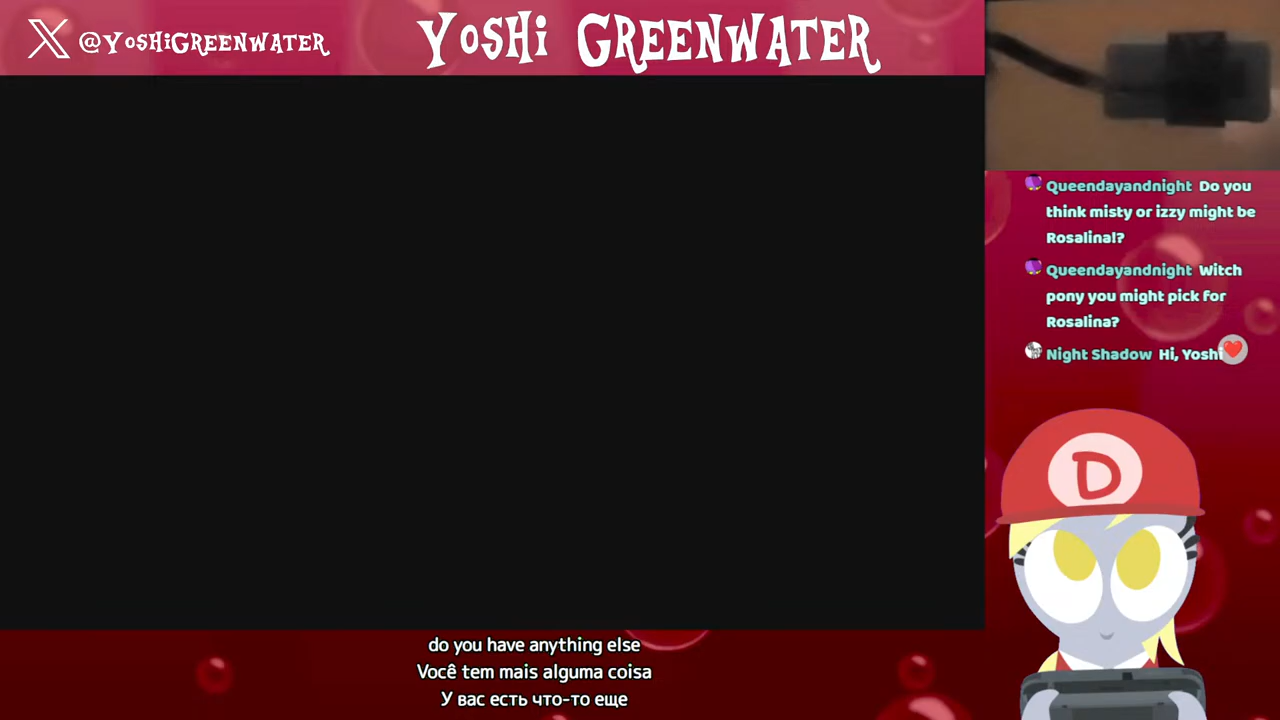 @YoshiGreenwater
Yoshi Greenwater
Queendayandnight Do you
think misty or izzy might be
Rosalina!?
Queendayandnight Witch
pony you might pick for
Rosalina?
Night Shadow Hi, Yoshi
D
do you have anything else
Você tem mais alguma coisa
У вас есть что-то еще